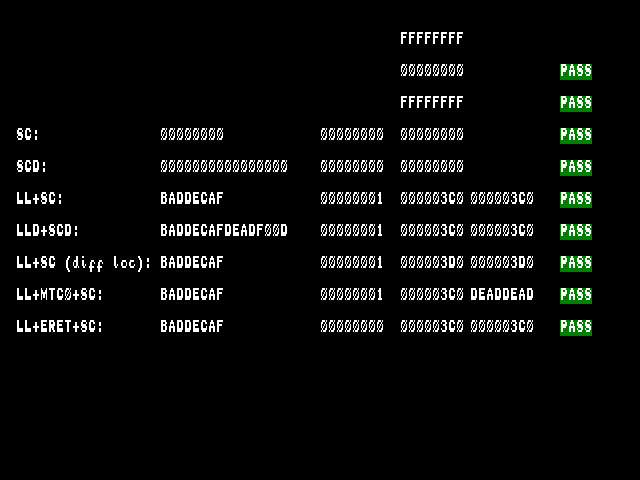 FFFFFFFF
00000000 PASS
FFFFFFFF PASS
SC: 00000000 00000000 00000000 PASS
SCD: 0000000000000000 00000000 00000000 PASS
LL+SC: BADDECAF 00000001 000003C0 000003C0 PASS
LLD+SCD: BADDECAFDEADF00D 00000001 000003C0 000003C0 PASS
LL+SC (diff loc): BADDECAF 00000001 000003D0 000003D0 PASS
LL+MTC0+SC: BADDECAF 00000001 000003C0 DEADDEAD PASS
LL+ERET+SC: BADDECAF 00000000 000003C0 000003C0 PASS